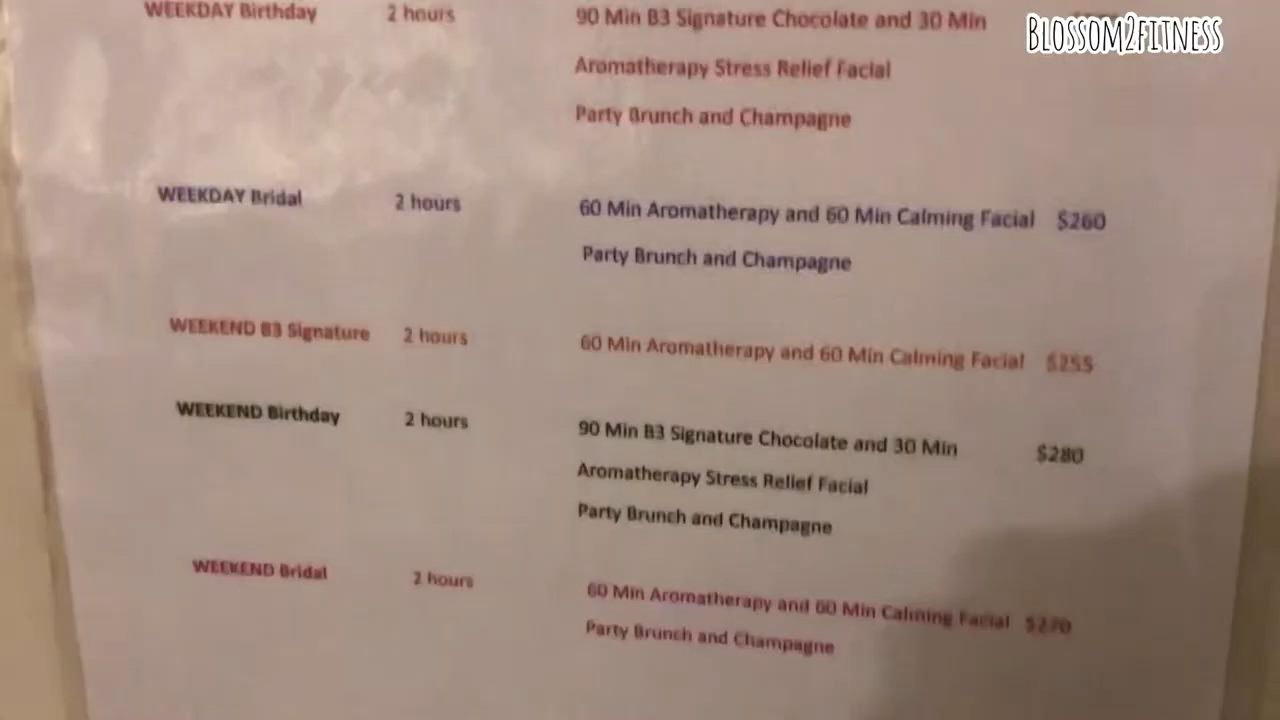 WEEKDAY Birthday 2 hours 90 Min B3 Signature Chocolate and 30 Min
BLOSSOM2FITNESS
Aromatherapy Stress Relief Facial
Party Brunch and Champagne
WEEKDAY Bridal 2 hours 60 Min Aromatherapy and 60 Min Calming Facial $260
Party Brunch and Champagne
WEEKEND B3 Signature 2 hours 60 Min Aromatherapy and 60 Min Calming Facial $255
WEEKEND Birthday 2 hours 90 Min B3 Signature Chocolate and 30 Min $280
Aromatherapy Stress Relief Facial
Party Brunch and Champagne
WEEKEND Bridal 2 hours 60 Min Aromatherapy and 60 Min Calming Facial $270
Party Brunch and Champagne